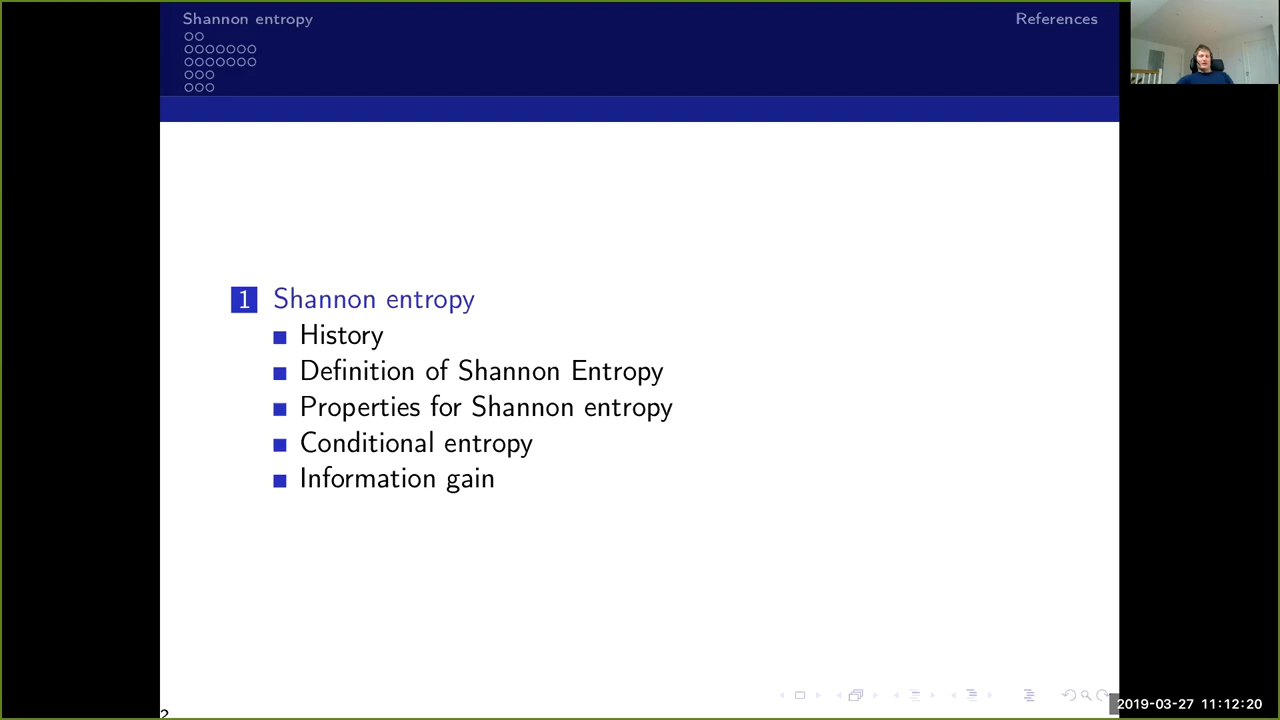 Shannon entropy
References
1 Shannon entropy
History
Definition of Shannon Entropy
Properties for Shannon entropy
Conditional entropy
Information gain
2
2019-03-27 11:12:20